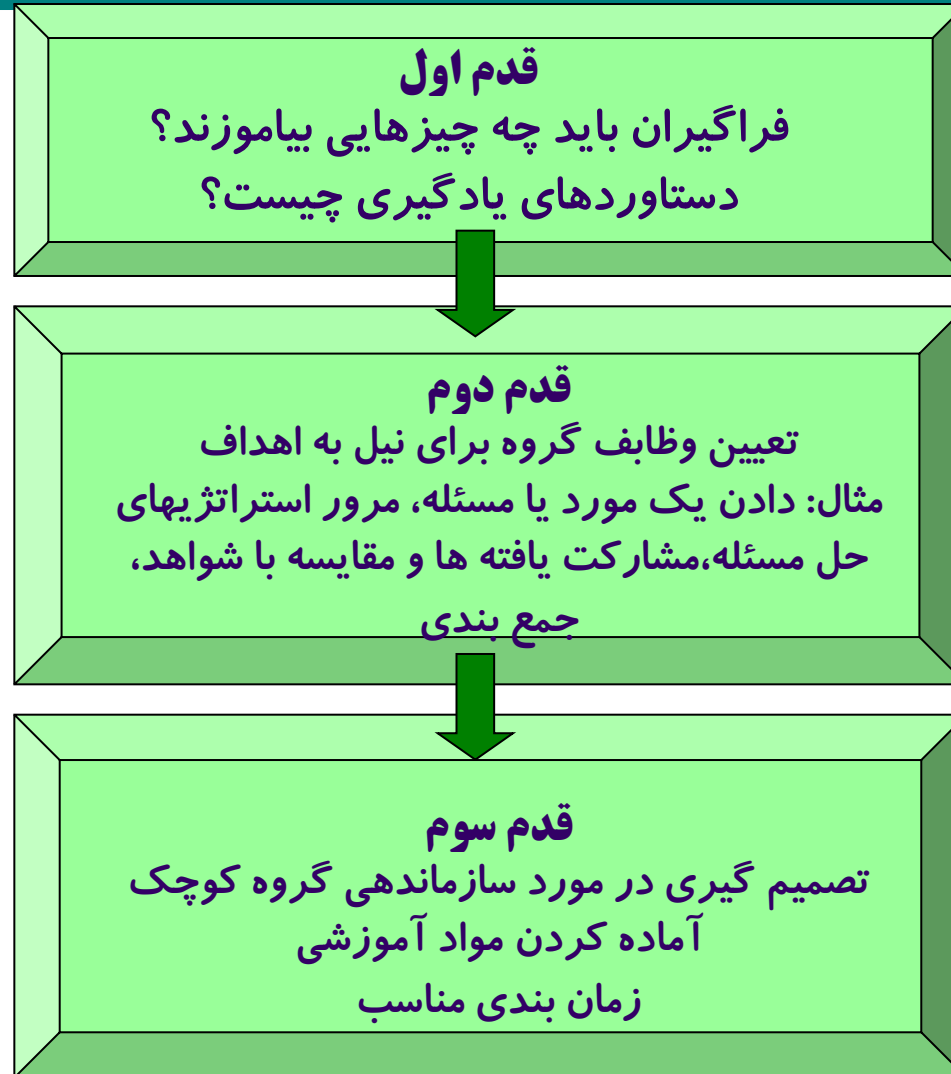 قدم اول
فراگیران باید چه چیزهایی بیاموزند؟
دستاوردهای یادگیری چیست؟
قدم دوم
تعیین وظابف گروه برای نیل به اهداف
مثال: دادن یک مورد یا مسئله، مرور استراتژیهای
حل مسئله،مشارکت یافته ها و مقایسه با شواهد،
جمع بندی
قدم سوم
تصمیم گیری در مورد سازماندهی گروه کوچک
آماده کردن مواد آموزشی
زمان بندی مناسب